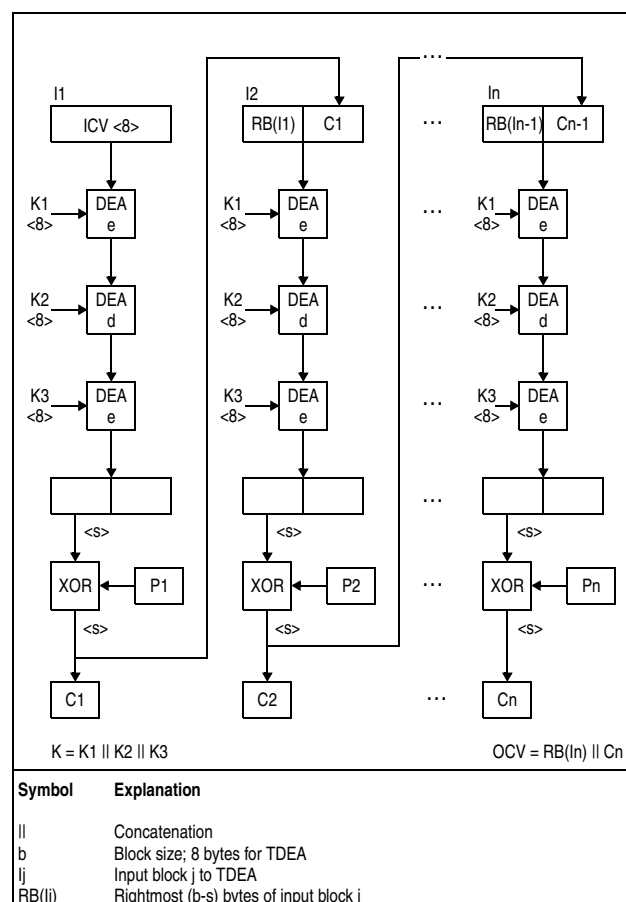 ...
I1 I2 In
ICV <8> RB(I1) C1 ... RB(In-1) Cn-1
K1 <8> DEA e K1 <8> DEA e ... K1 <8> DEA e
K2 <8> DEA d K2 <8> DEA d ... K2 <8> DEA d
K3 <8> DEA e K3 <8> DEA e ... K3 <8> DEA e
...
<s> <s> <s>
XOR P1 XOR P2 ... XOR Pn
<s> <s> <s>
C1 C2 ... Cn
K = K1 || K2 || K3 OCV = RB(In) || Cn
Symbol Explanation
|| Concatenation
b Block size; 8 bytes for TDEA
Ij Input block j to TDEA
RB(Ij) Rightmost (b-s) bytes of input block j